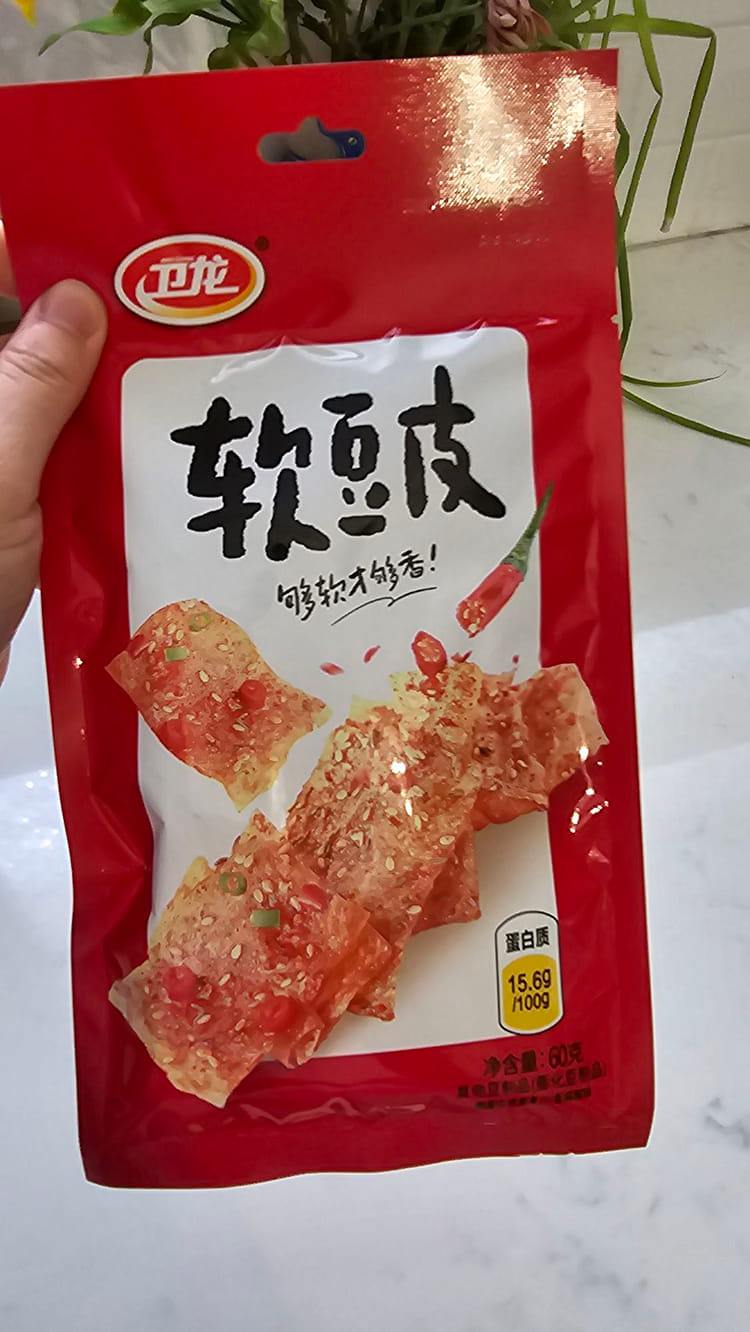 卫龙
软豆皮
够软才够香!
蛋白质
15.6g
/100g
净含量:60克